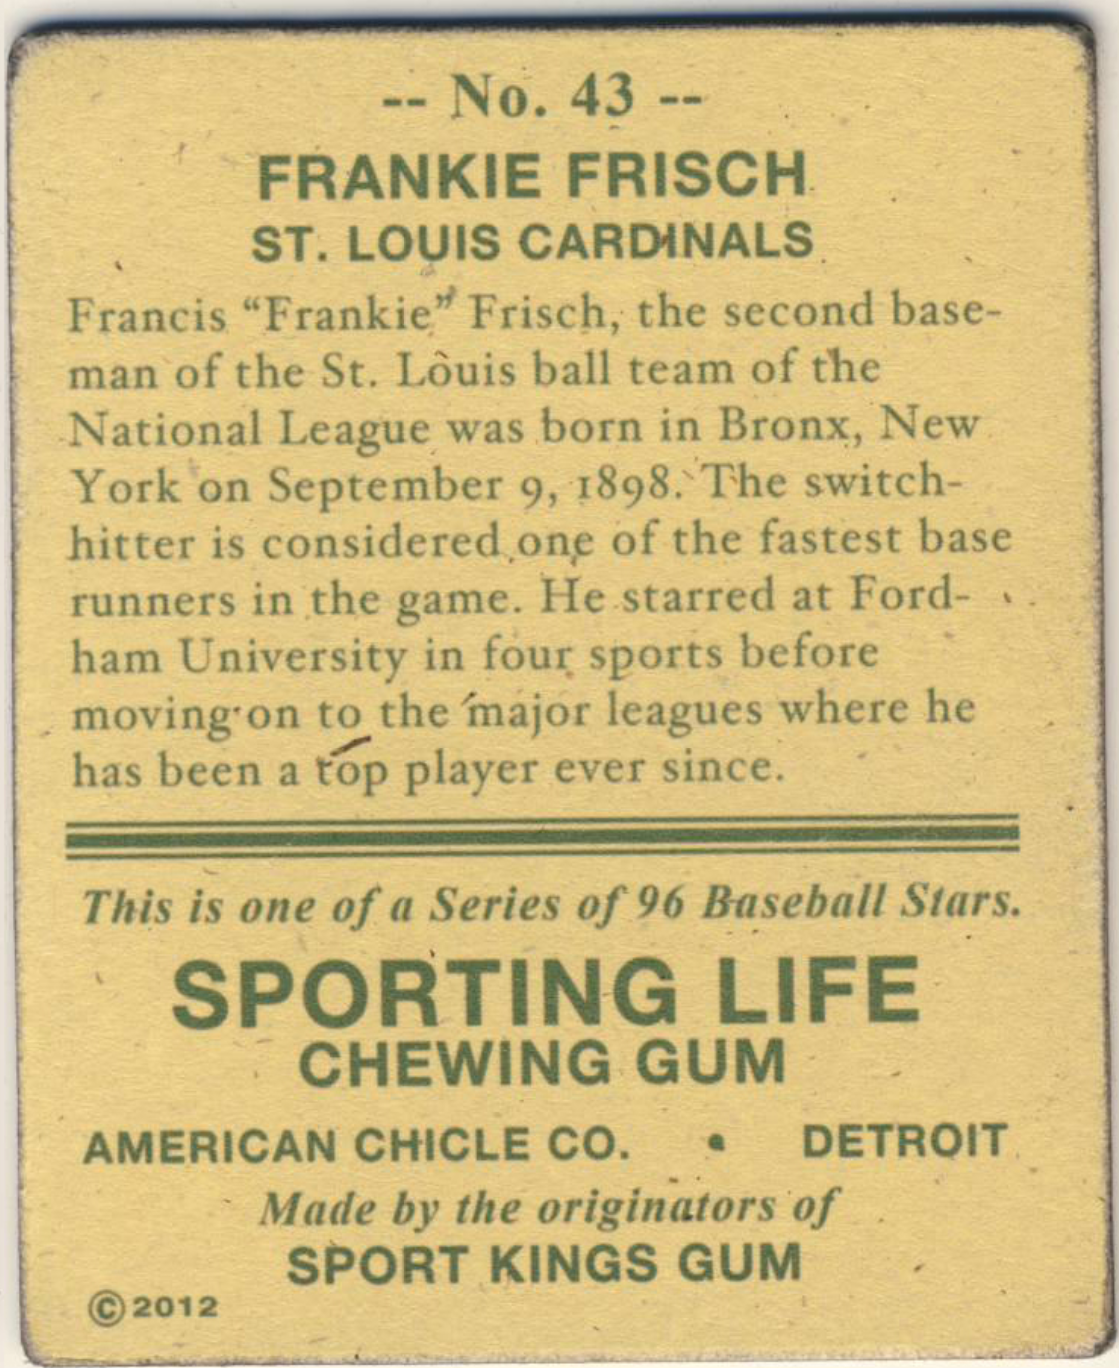 -- No. 43 --
FRANKIE FRISCH
ST. LOUIS CARDINALS
Francis “Frankie” Frisch, the second base-
man of the St. Louis ball team of the
National League was born in Bronx, New
York on September 9, 1898. The switch-
hitter is considered one of the fastest base
runners in the game. He starred at Ford-
ham University in four sports before
moving on to the major leagues where he
has been a top player ever since.
This is one of a Series of 96 Baseball Stars.
SPORTING LIFE
CHEWING GUM
AMERICAN CHICLE CO. • DETROIT
Made by the originators of
SPORT KINGS GUM
© 2012